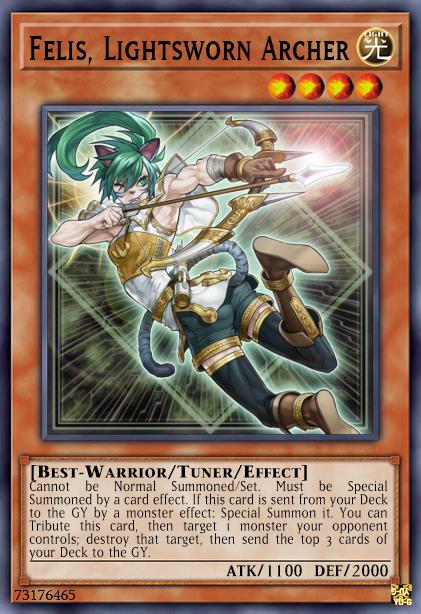 Felis, Lightsworn Archer
LIGHT
光
[Best-Warrior/Tuner/Effect]
Cannot be Normal Summoned/Set. Must be Special
Summoned by a card effect. If this card is sent from your Deck
to the GY by a monster effect: Special Summon it. You can
Tribute this card, then target 1 monster your opponent
controls; destroy that target, then send the top 3 cards of
your Deck to the GY.
ATK/1100 DEF/2000
73176465